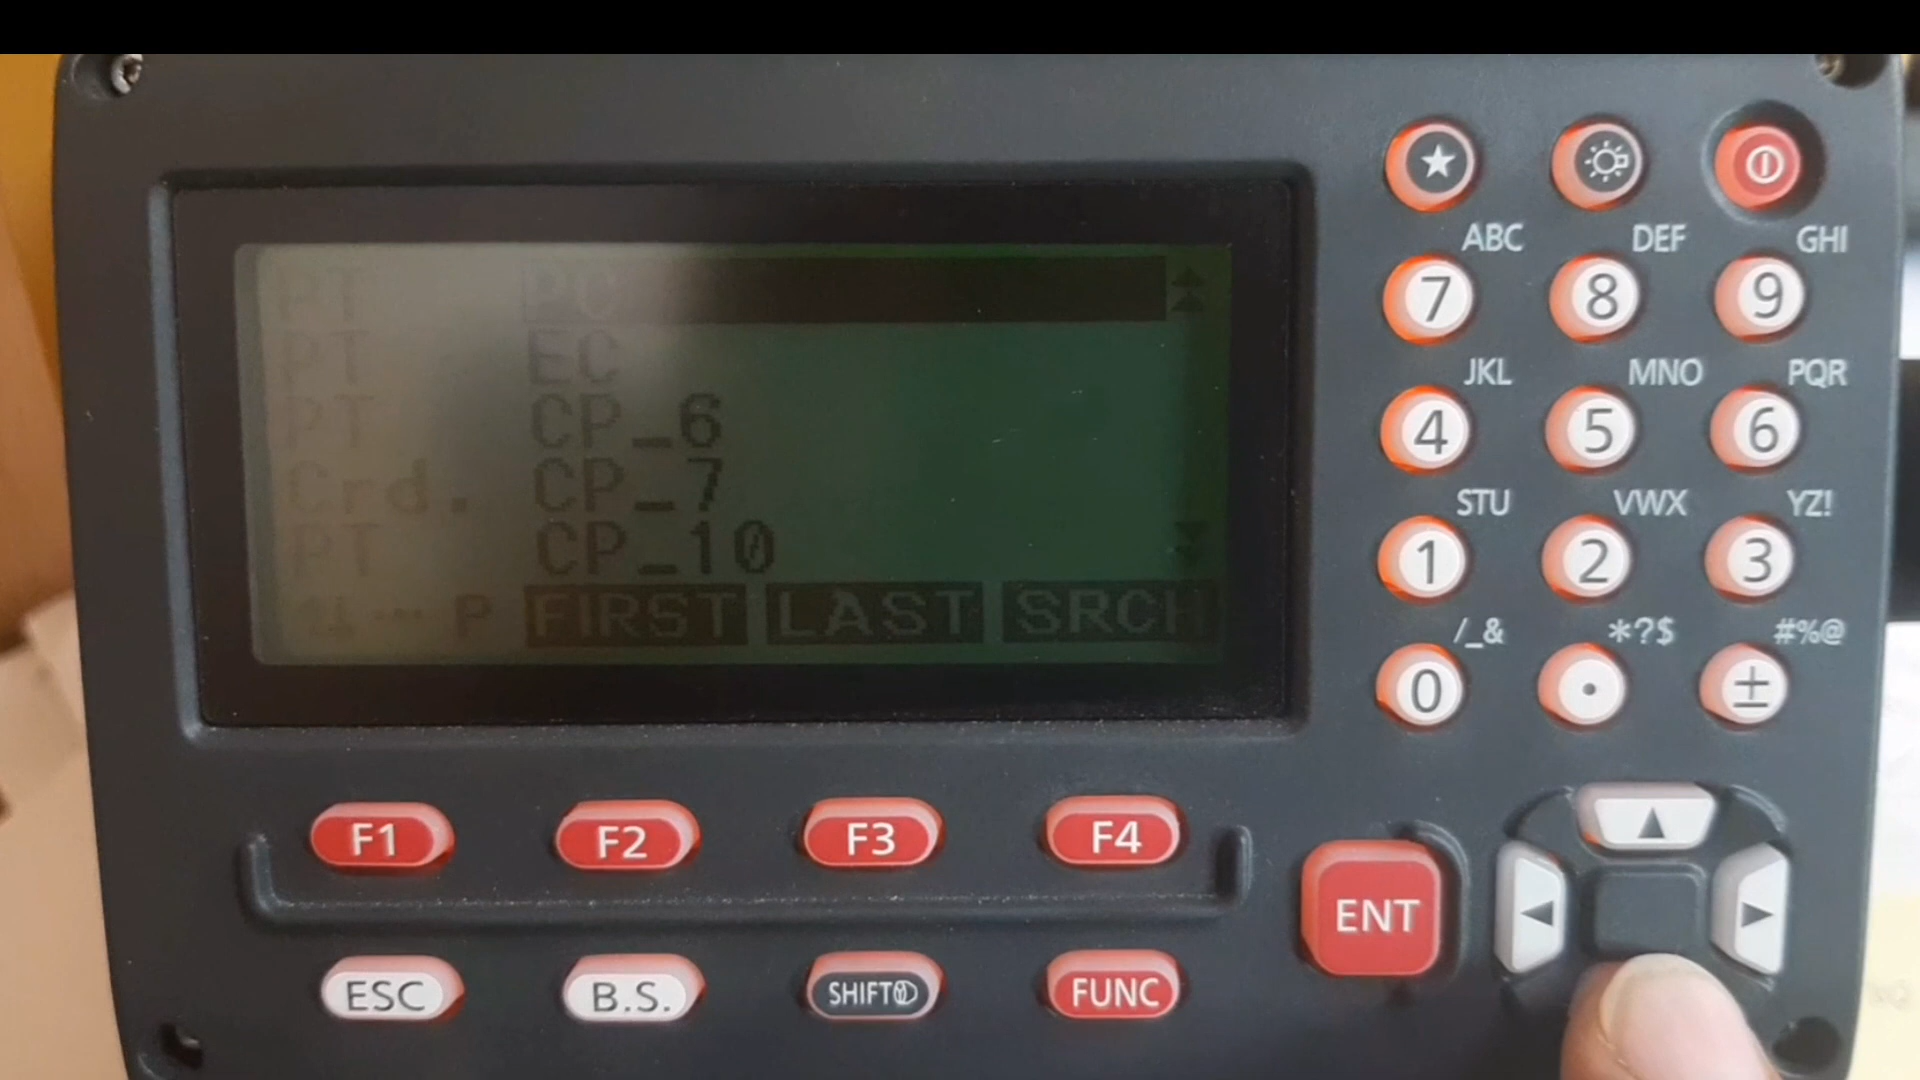 PT PC
PT EC
PT CP_6
Crd. CP_7
PT CP_10
↑↓··· P FIRST LAST SRCH
ABC DEF GHI
7 8 9
JKL MNO PQR
4 5 6
STU VWX YZ!
1 2 3
/_& *?$ #%@
0 • ±
F1 F2 F3 F4
ENT
ESC B.S. SHIFT FUNC